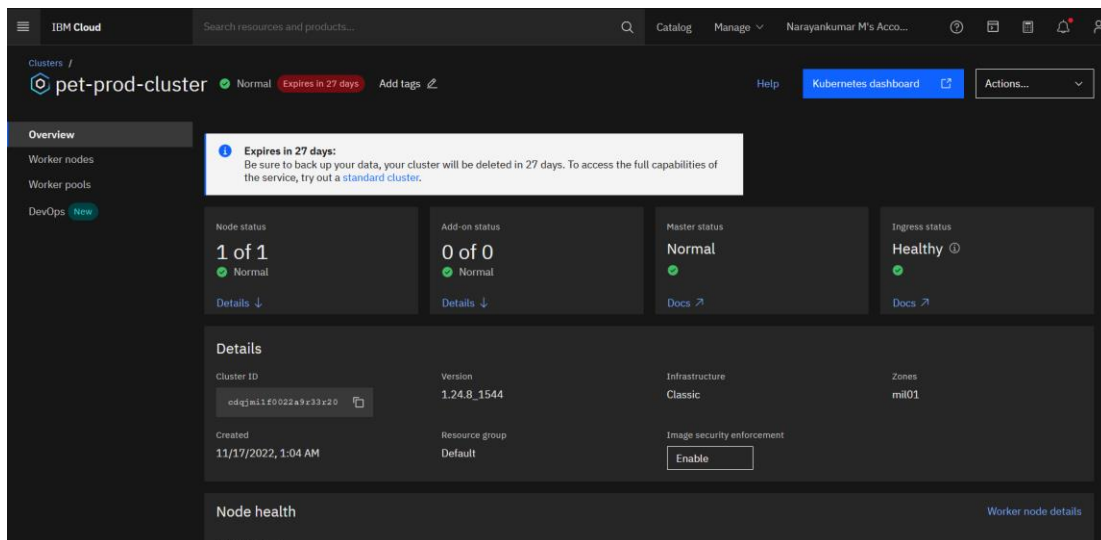 IBM Cloud
Search resources and products...
Catalog
Manage
Narayankumar M's Acco...
Clusters /
pet-prod-cluster
Normal
Expires in 27 days
Add tags
Help
Kubernetes dashboard
Actions...
Overview
Worker nodes
Worker pools
DevOps New
Expires in 27 days:
Be sure to back up your data, your cluster will be deleted in 27 days. To access the full capabilities of
the service, try out a standard cluster.
Node status
1 of 1
Normal
Details
Add-on status
0 of 0
Normal
Details
Master status
Normal
Docs
Ingress status
Healthy
Docs
Details
Cluster ID
cdqjmi1f0022a9r33r20
Version
1.24.8_1544
Infrastructure
Classic
Zones
mil01
Created
11/17/2022, 1:04 AM
Resource group
Default
Image security enforcement
Enable
Node health
Worker node details